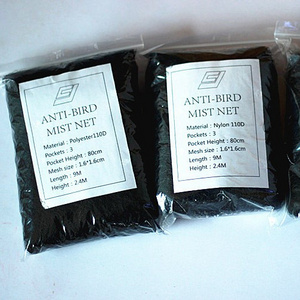 ANTI-BIRD
MIST NET
Material : Polyester110D
Pockets : 3
Pocket Height : 80cm
Mesh size : 1.6*1.6cm
Length : 9M
Height : 2.4M
ANTI-BIRD
MIST NET
Material : Nylon 110D
Pockets : 3
Pocket Height : 80cm
Mesh size : 1.6*1.6cm
Length : 9M
Height : 2.4M